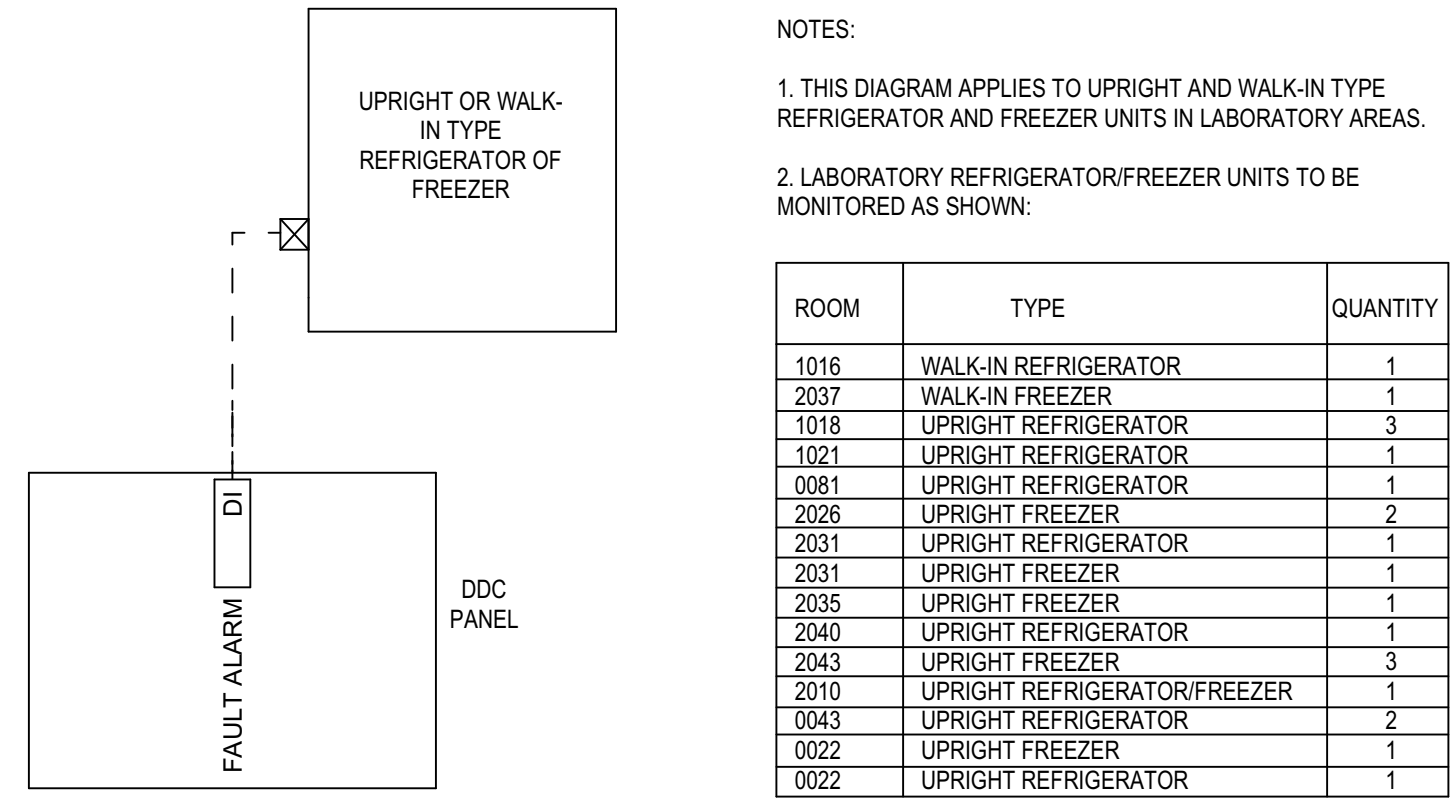 UPRIGHT OR WALK-
IN TYPE
REFRIGERATOR OF
FREEZER
DI
FAULT ALARM
DDC
PANEL
NOTES:
1. THIS DIAGRAM APPLIES TO UPRIGHT AND WALK-IN TYPE
REFRIGERATOR AND FREEZER UNITS IN LABORATORY AREAS.
2. LABORATORY REFRIGERATOR/FREEZER UNITS TO BE
MONITORED AS SHOWN:
ROOM TYPE QUANTITY
1016 WALK-IN REFRIGERATOR 1
2037 WALK-IN FREEZER 1
1018 UPRIGHT REFRIGERATOR 3
1021 UPRIGHT REFRIGERATOR 1
0081 UPRIGHT REFRIGERATOR 1
2026 UPRIGHT FREEZER 2
2031 UPRIGHT REFRIGERATOR 1
2031 UPRIGHT FREEZER 1
2035 UPRIGHT FREEZER 1
2040 UPRIGHT REFRIGERATOR 1
2043 UPRIGHT FREEZER 3
2010 UPRIGHT REFRIGERATOR/FREEZER 1
0043 UPRIGHT REFRIGERATOR 2
0022 UPRIGHT FREEZER 1
0022 UPRIGHT REFRIGERATOR 1